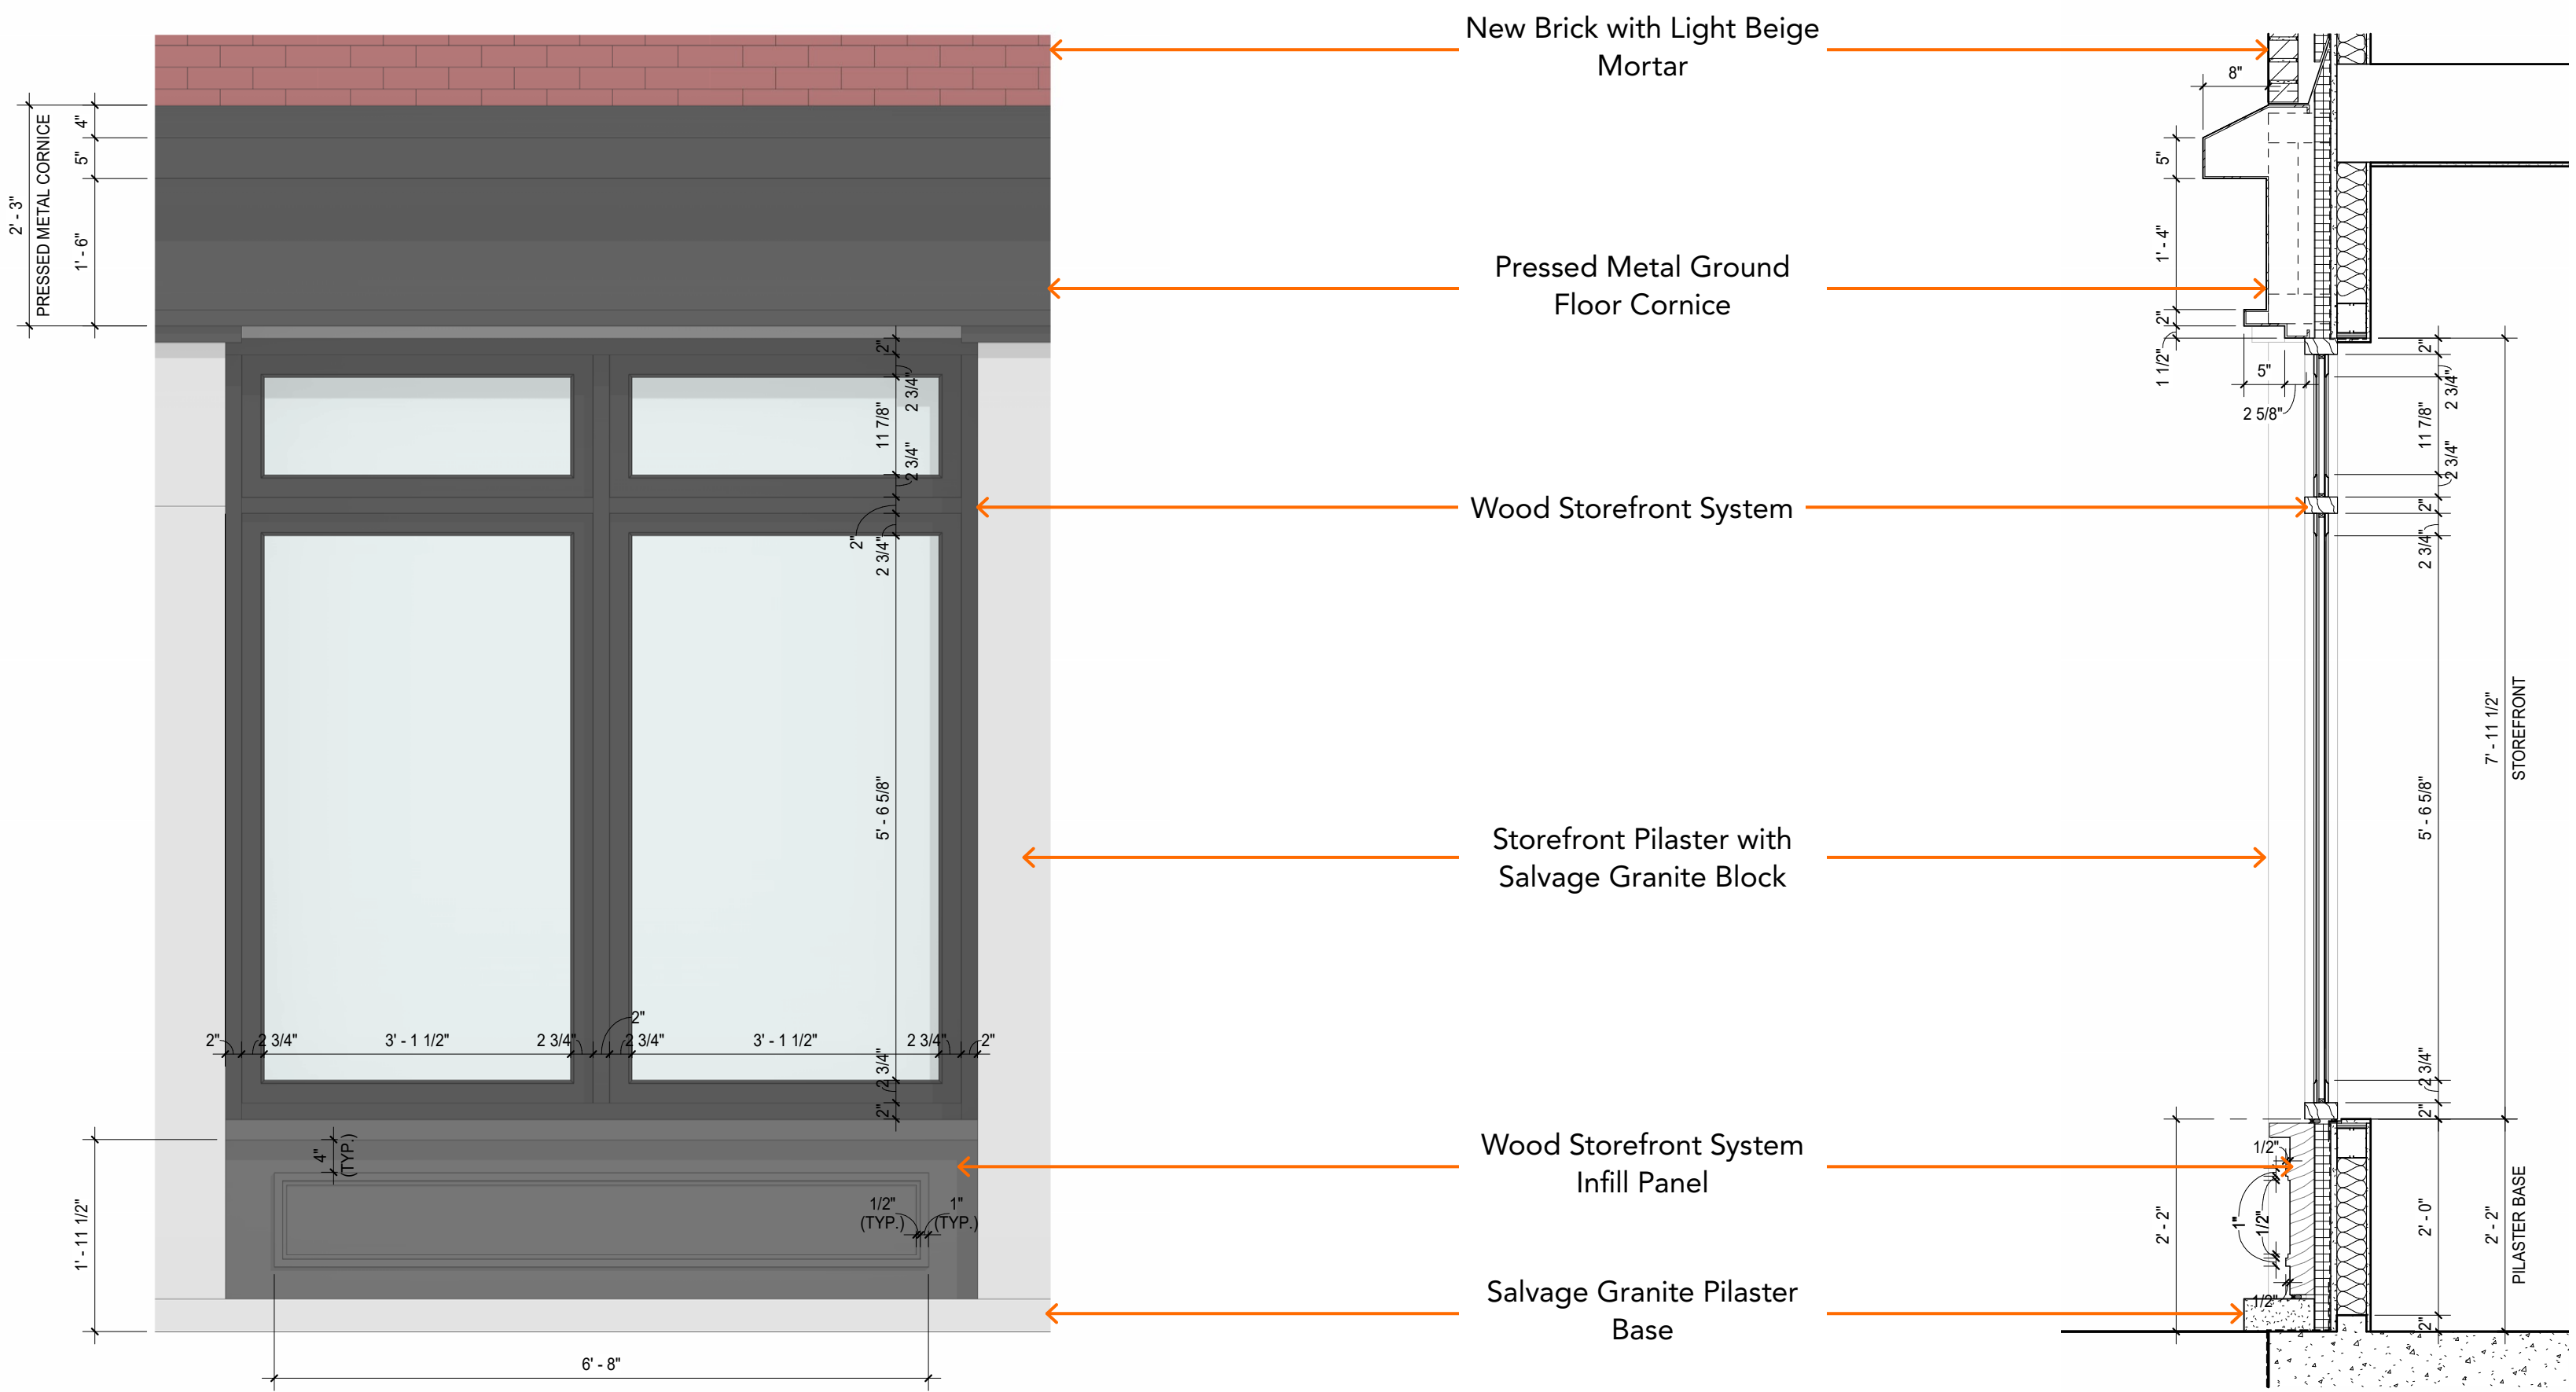 New Brick with Light Beige
Mortar
Pressed Metal Ground
Floor Cornice
Wood Storefront System
Storefront Pilaster with
Salvage Granite Block
Wood Storefront System
Infill Panel
Salvage Granite Pilaster
Base
2' - 3"
PRESSED METAL CORNICE
4"
5"
1' - 6"
2"
2 3/4"
11 7/8"
2 3/4"
2"
2 3/4"
5' - 6 5/8"
2"
2 3/4"
3' - 1 1/2"
2 3/4"
2"
2 3/4"
3' - 1 1/2"
2 3/4"
2"
2 3/4"
2"
4"
(TYP.)
1' - 11 1/2"
1/2"
(TYP.)
1"
(TYP.)
6' - 8"
8"
5"
1' - 4"
2"
1 1/2"
5"
2 5/8"
2"
2 3/4"
11 7/8"
2 3/4"
2"
2 3/4"
5' - 6 5/8"
7' - 11 1/2"
STOREFRONT
2 3/4"
2"
1/2"
1"
1/2"
1/2"
2' - 2"
2' - 0"
2"
2' - 2"
PILASTER BASE